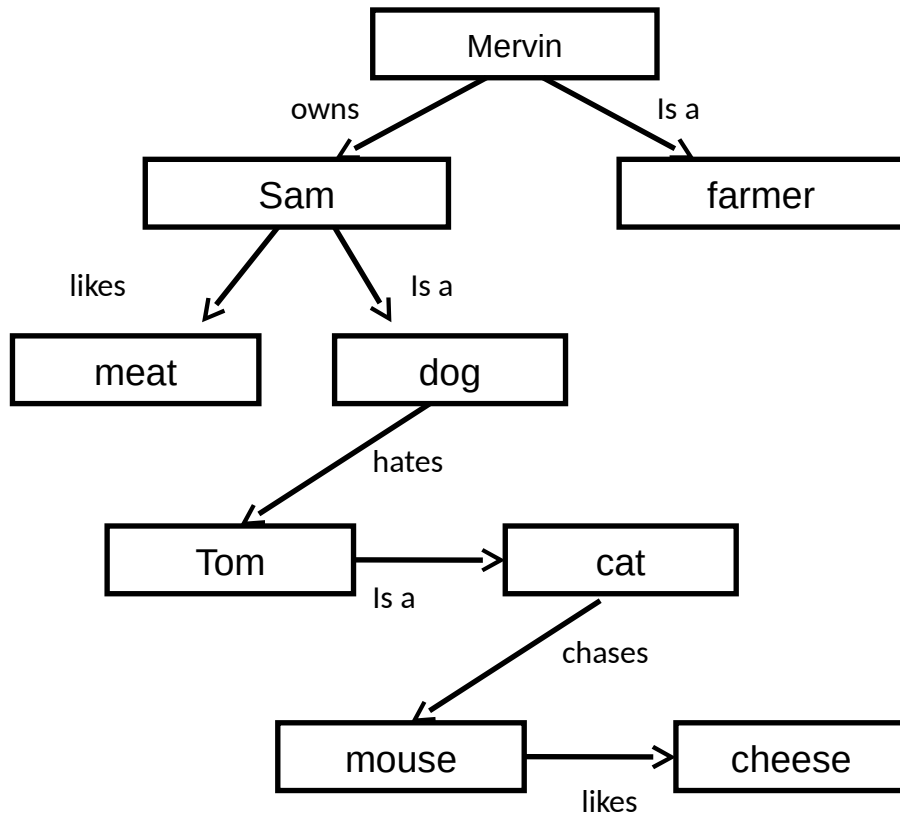 Mervin
owns
Is a
Sam
farmer
likes
Is a
meat
dog
hates
Tom
cat
Is a
chases
mouse
cheese
likes